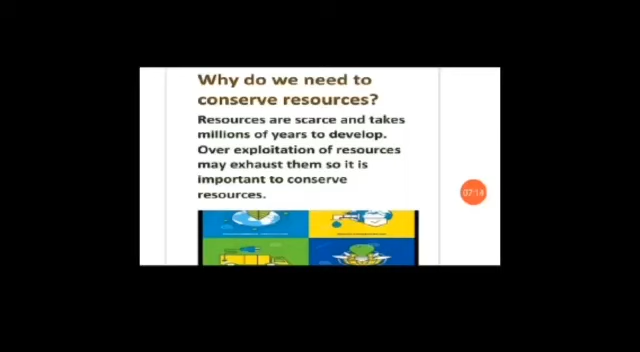 Why do we need to
conserve resources?
Resources are scarce and takes
millions of years to develop.
Over exploitation of resources
may exhaust them so it is
important to conserve
resources.
07:14